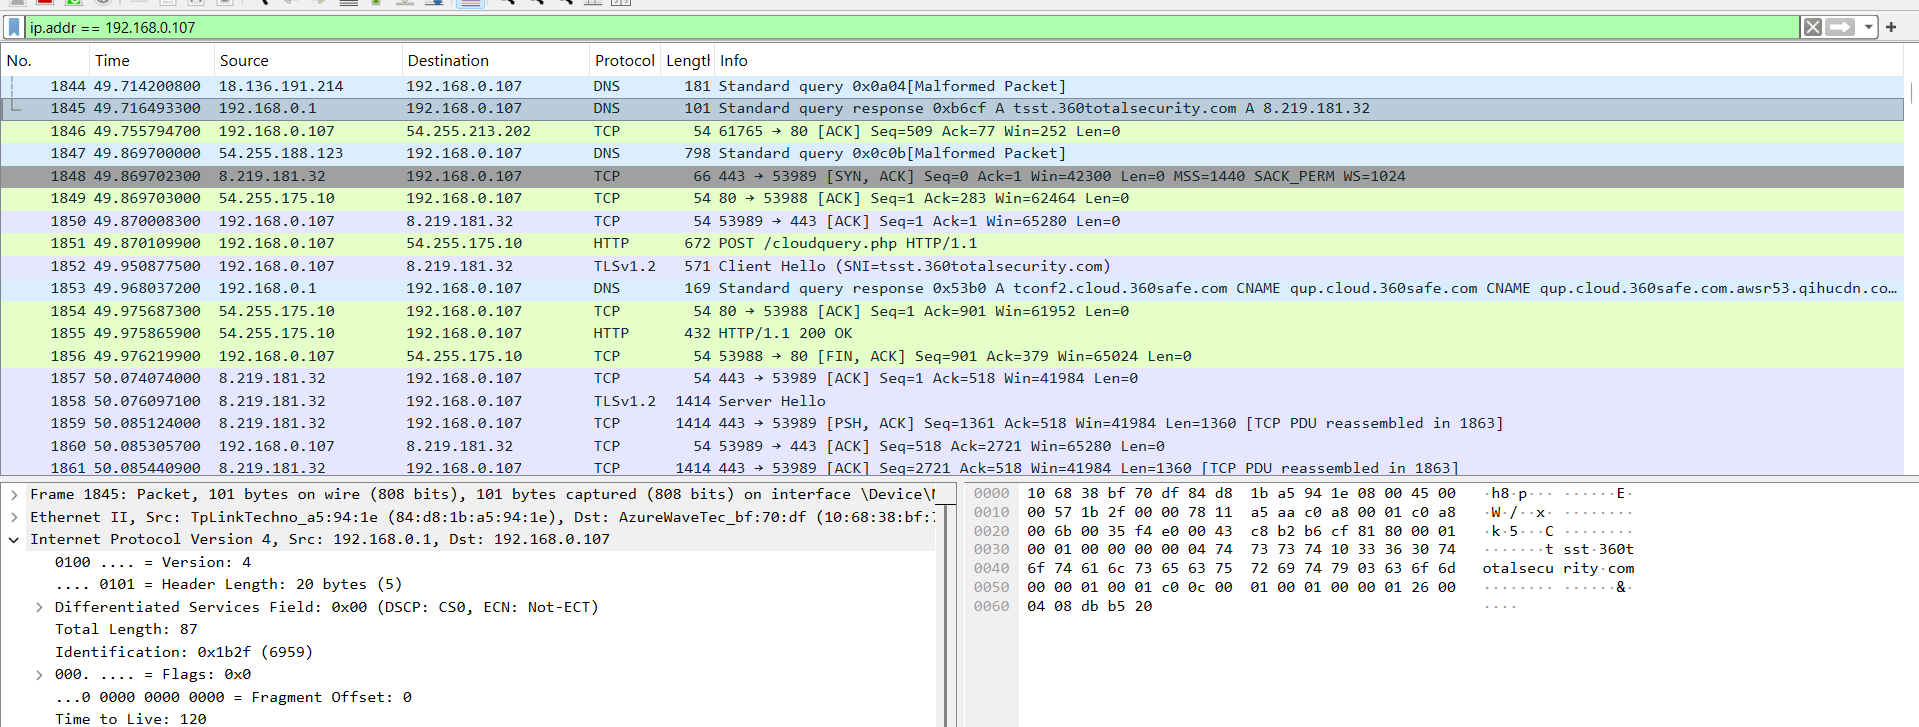 ip.addr == 192.168.0.107
No. Time Source Destination Protocol Length Info
1844 49.714200800 18.136.191.214 192.168.0.107 DNS 181 Standard query 0x0a04[Malformed Packet]
1845 49.716493300 192.168.0.1 192.168.0.107 DNS 101 Standard query response 0xb6cf A tsst.360totalsecurity.com A 8.219.181.32
1846 49.755794700 192.168.0.107 54.255.213.202 TCP 54 61765 → 80 [ACK] Seq=509 Ack=77 Win=252 Len=0
1847 49.869700000 54.255.188.123 192.168.0.107 DNS 798 Standard query 0x0c0b[Malformed Packet]
1848 49.869702300 8.219.181.32 192.168.0.107 TCP 66 443 → 53989 [SYN, ACK] Seq=0 Ack=1 Win=42300 Len=0 MSS=1440 SACK_PERM WS=1024
1849 49.869703000 54.255.175.10 192.168.0.107 TCP 54 80 → 53988 [ACK] Seq=1 Ack=283 Win=62464 Len=0
1850 49.870008300 192.168.0.107 8.219.181.32 TCP 54 53989 → 443 [ACK] Seq=1 Ack=1 Win=65280 Len=0
1851 49.870109900 192.168.0.107 54.255.175.10 HTTP 672 POST /cloudquery.php HTTP/1.1
1852 49.950877500 192.168.0.107 8.219.181.32 TLSv1.2 571 Client Hello (SNI=tsst.360totalsecurity.com)
1853 49.968037200 192.168.0.1 192.168.0.107 DNS 169 Standard query response 0x53b0 A tconf2.cloud.360safe.com CNAME qup.cloud.360safe.com CNAME qup.cloud.360safe.com.awsr53.qihucdn.co…
1854 49.975687300 54.255.175.10 192.168.0.107 TCP 54 80 → 53988 [ACK] Seq=1 Ack=901 Win=61952 Len=0
1855 49.975865900 54.255.175.10 192.168.0.107 HTTP 432 HTTP/1.1 200 OK
1856 49.976219900 192.168.0.107 54.255.175.10 TCP 54 53988 → 80 [FIN, ACK] Seq=901 Ack=379 Win=65024 Len=0
1857 50.074074000 8.219.181.32 192.168.0.107 TCP 54 443 → 53989 [ACK] Seq=1 Ack=518 Win=41984 Len=0
1858 50.076097100 8.219.181.32 192.168.0.107 TLSv1.2 1414 Server Hello
1859 50.085124000 8.219.181.32 192.168.0.107 TCP 1414 443 → 53989 [PSH, ACK] Seq=1361 Ack=518 Win=41984 Len=1360 [TCP PDU reassembled in 1863]
1860 50.085305700 192.168.0.107 8.219.181.32 TCP 54 53989 → 443 [ACK] Seq=518 Ack=2721 Win=65280 Len=0
1861 50.085440900 8.219.181.32 192.168.0.107 TCP 1414 443 → 53989 [ACK] Seq=2721 Ack=518 Win=41984 Len=1360 [TCP PDU reassembled in 1863]
Frame 1845: Packet, 101 bytes on wire (808 bits), 101 bytes captured (808 bits) on interface \Device\
Ethernet II, Src: TpLinkTechno_a5:94:1e (84:d8:1b:a5:94:1e), Dst: AzureWaveTec_bf:70:df (10:68:38:bf:
Internet Protocol Version 4, Src: 192.168.0.1, Dst: 192.168.0.107
0100 .... = Version: 4
.... 0101 = Header Length: 20 bytes (5)
Differentiated Services Field: 0x00 (DSCP: CS0, ECN: Not-ECT)
Total Length: 87
Identification: 0x1b2f (6959)
000. .... = Flags: 0x0
...0 0000 0000 0000 = Fragment Offset: 0
Time to Live: 120
0000 10 68 38 bf 70 df 84 d8 1b a5 94 1e 08 00 45 00 ·h8·p··· ······E·
0010 00 57 1b 2f 00 00 78 11 a5 aa c0 a8 00 01 c0 a8 ·W·/··x· ········
0020 00 6b 00 35 f4 e0 00 43 c8 b2 b6 cf 81 80 00 01 ·k·5···C ········
0030 00 01 00 00 00 00 04 74 73 73 74 10 33 36 30 74 ·······t sst·360t
0040 6f 74 61 6c 73 65 63 75 72 69 74 79 03 63 6f 6d otalsecu rity·com
0050 00 00 01 00 01 c0 0c 00 01 00 01 00 00 01 26 00 ········ ······&·
0060 04 08 db b5 20 ····